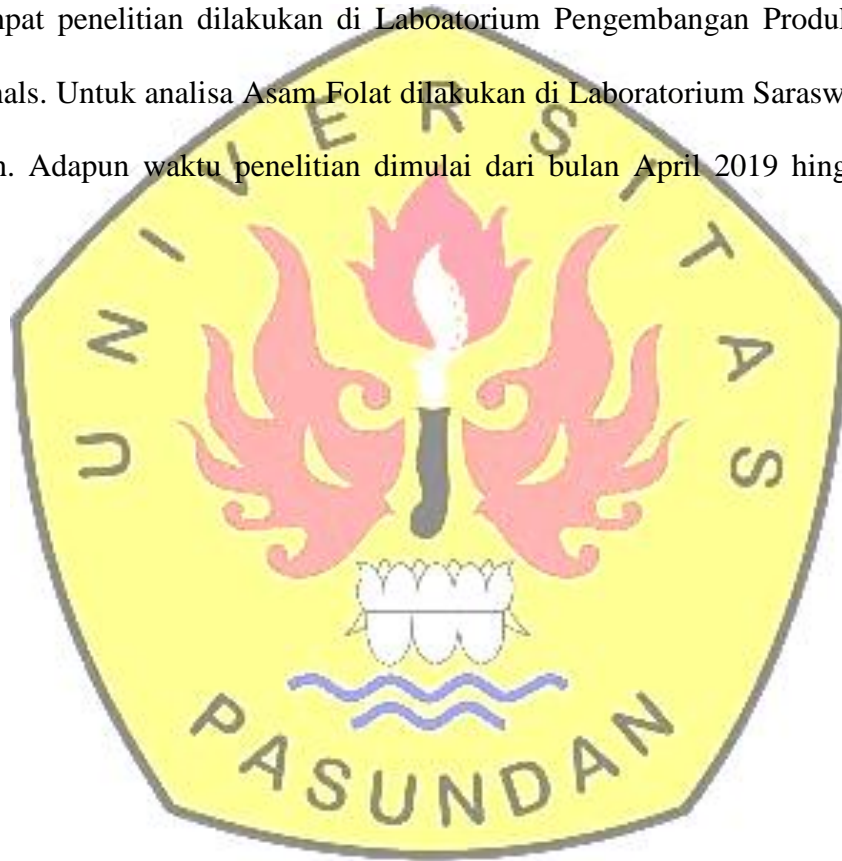 mpat penelitian dilakukan di Laboatorium Pengembangan Produk
nals. Untuk analisa Asam Folat dilakukan di Laboratorium Sarasw
n. Adapun waktu penelitian dimulai dari bulan April 2019 hing
UNIVERSITAS
PASUNDAN